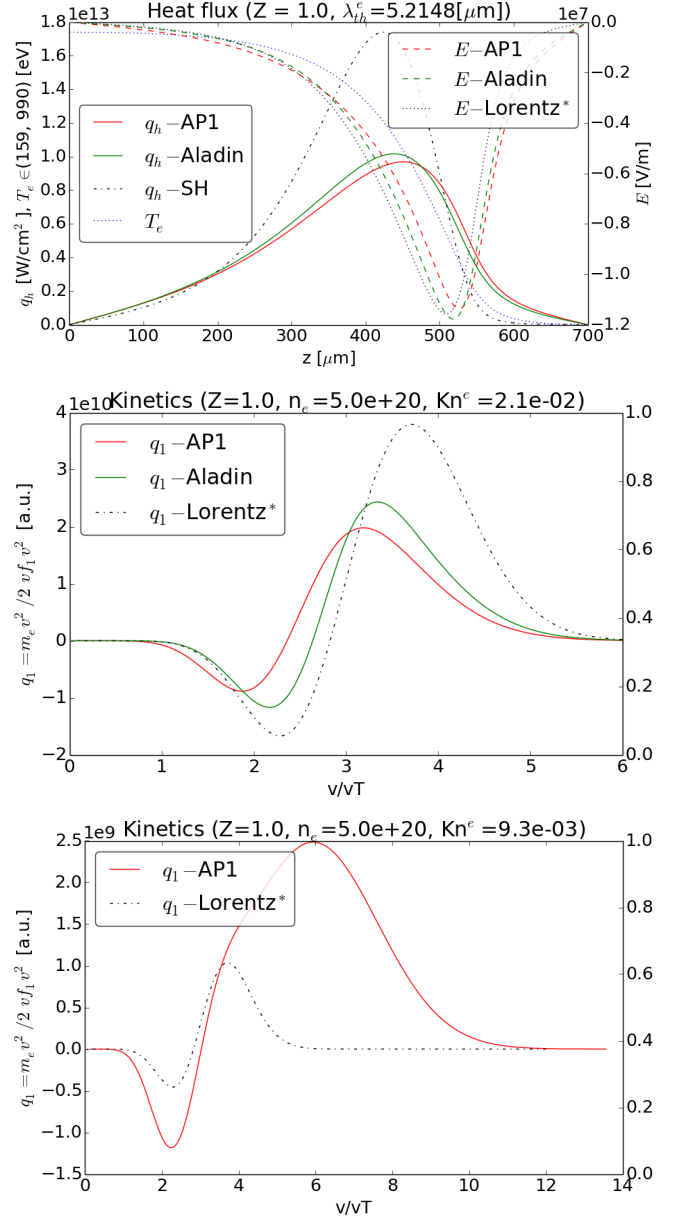 Heat flux (Z = 1.0, λ_th^e=5.2148[μm])
1e13
1e7
1.8
1.6
1.4
1.2
1.0
0.8
0.6
0.4
0.2
0.0
q_h [W/cm² ], T_e ∈(159, 990) [eV]
q_h−AP1
q_h−Aladin
q_h−SH
T_e
E−AP1
E−Aladin
E−Lorentz*
0.0
−0.2
−0.4
−0.6
−0.8
−1.0
−1.2
E [V/m]
0 100 200 300 400 500 600 700
z [μm]
Kinetics (Z=1.0, n_e=5.0e+20, Kn^e =2.1e-02)
1e10
4
3
2
1
0
−1
−2
q_1 =m_e v² /2 vf_1 v² [a.u.]
q_1−AP1
q_1−Aladin
q_1−Lorentz*
1.0
0.8
0.6
0.4
0.2
0.0
0 1 2 3 4 5 6
v/vT
Kinetics (Z=1.0, n_e=5.0e+20, Kn^e =9.3e-03)
1e9
2.5
2.0
1.5
1.0
0.5
0.0
−0.5
−1.0
−1.5
q_1 =m_e v² /2 vf_1 v² [a.u.]
q_1−AP1
q_1−Lorentz*
1.0
0.8
0.6
0.4
0.2
0.0
0 2 4 6 8 10 12 14
v/vT